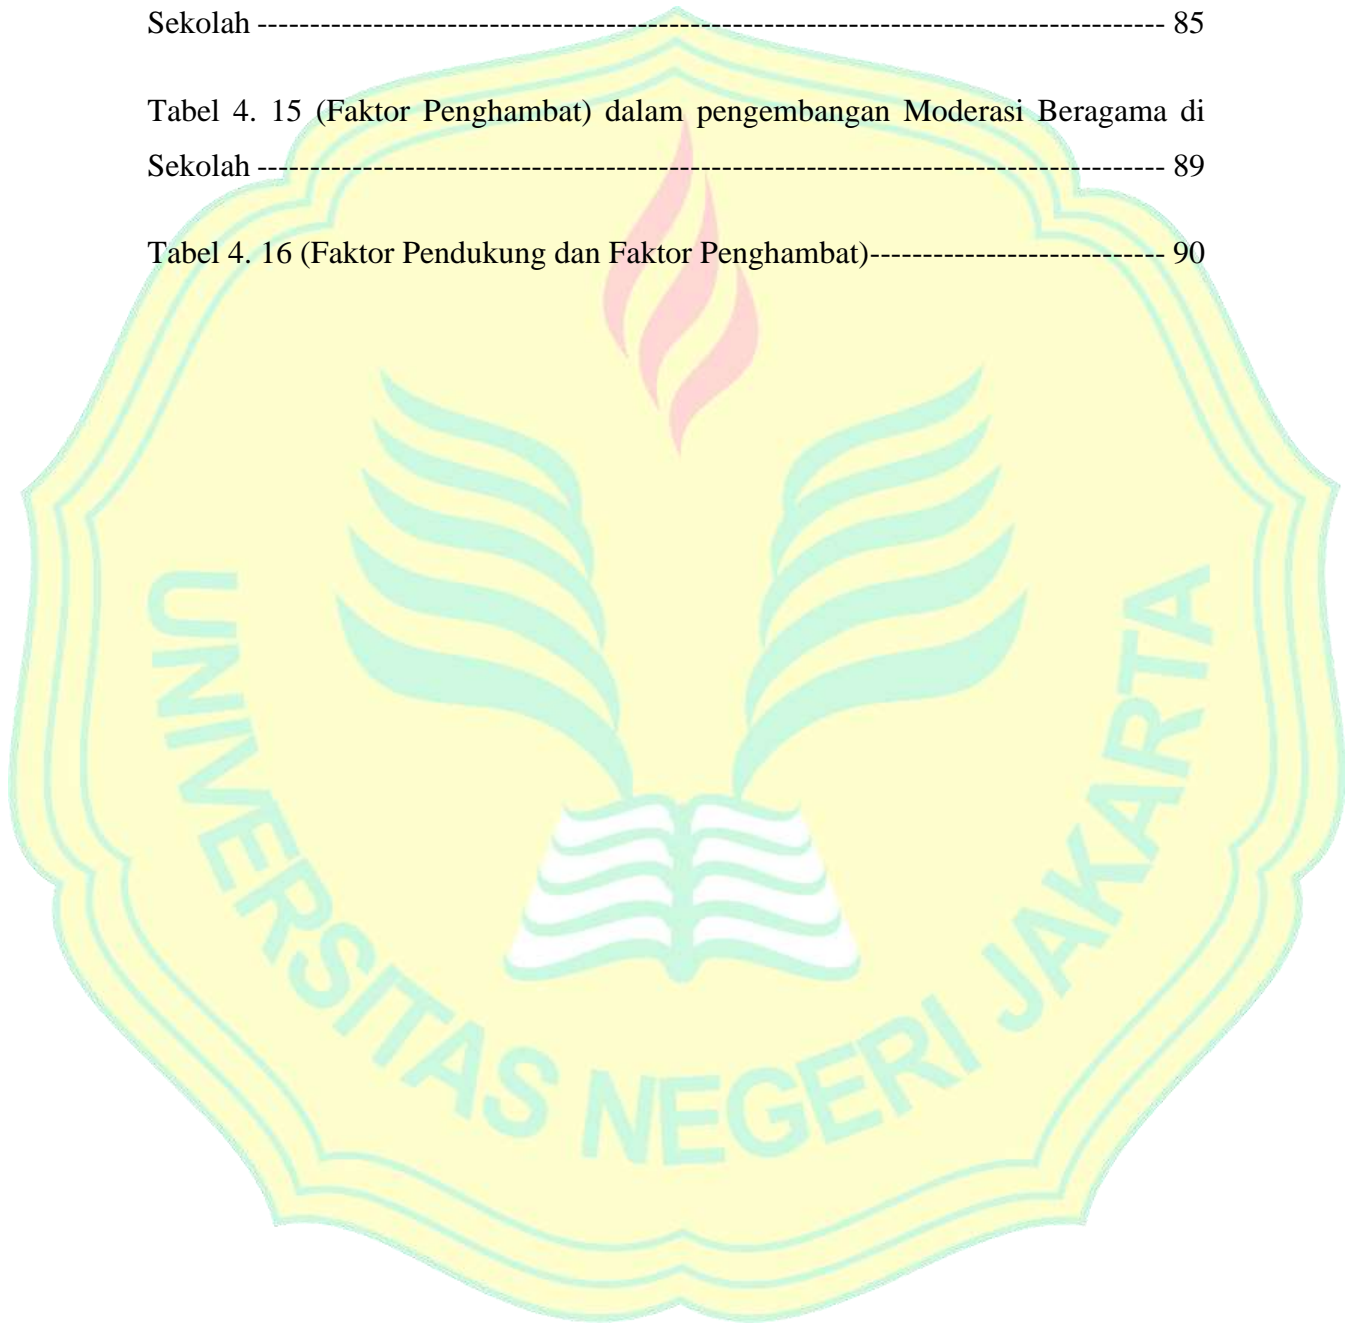 Sekolah -------------------------------------------------------------------------------------- 85
Tabel 4. 15 (Faktor Penghambat) dalam pengembangan Moderasi Beragama di
Sekolah -------------------------------------------------------------------------------------- 89
Tabel 4. 16 (Faktor Pendukung dan Faktor Penghambat)---------------------------- 90
UNIVERSITAS NEGERI JAKARTA